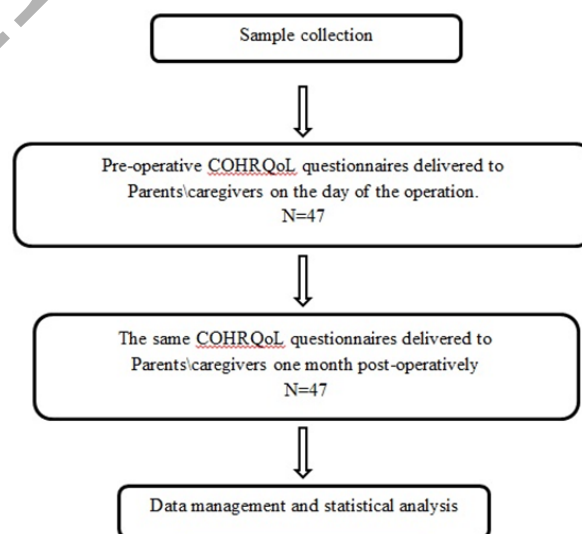 Sample collection
Pre-operative COHRQoL questionnaires delivered to
Parents\caregivers on the day of the operation.
N=47
The same COHRQoL questionnaires delivered to
Parents\caregivers one month post-operatively
N=47
Data management and statistical analysis